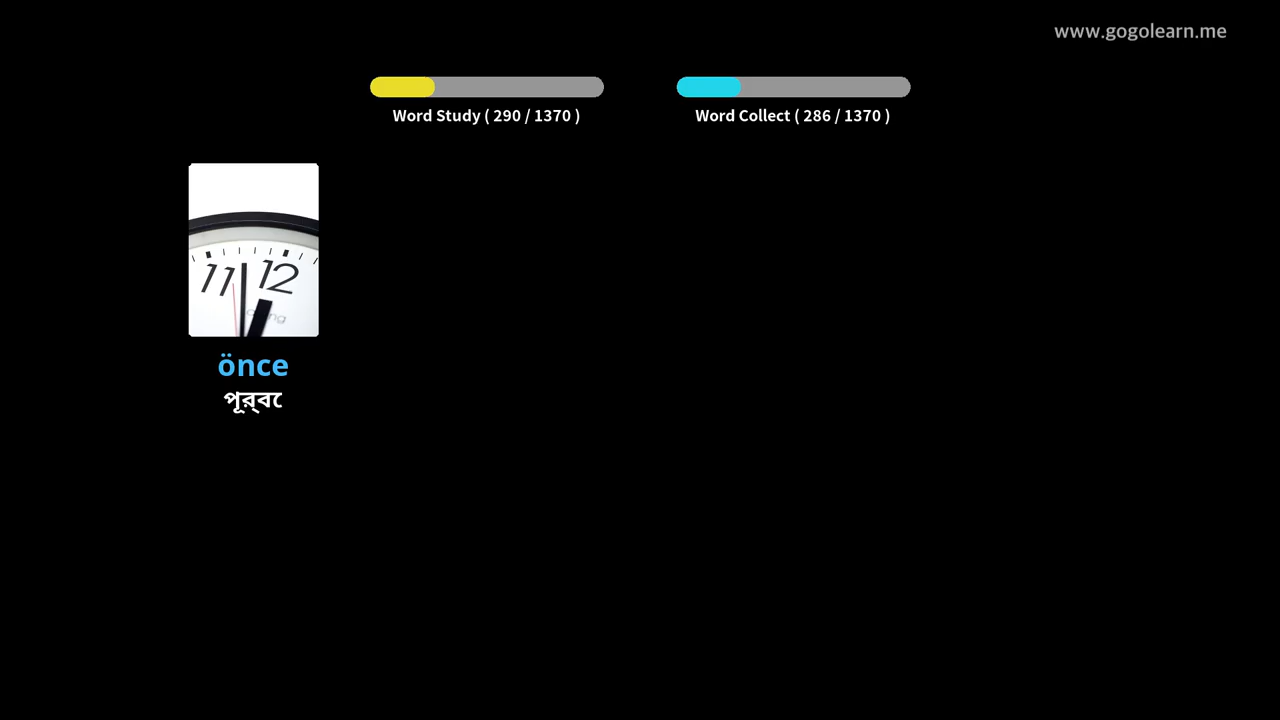 www.gogolearn.me
Word Study ( 290 / 1370 )
Word Collect ( 286 / 1370 )
11 12
önce
পূর্বে